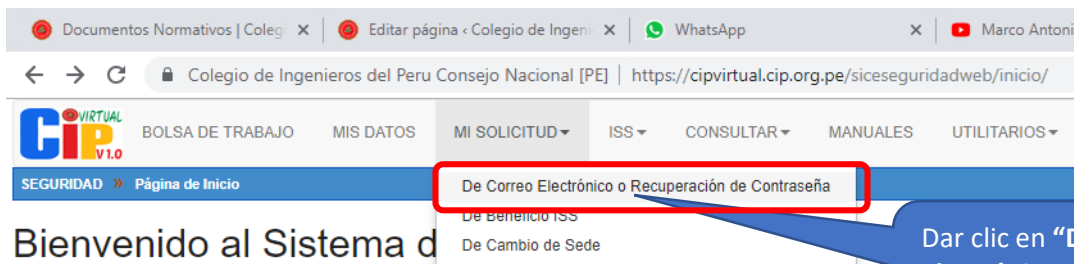 Documentos Normativos | Coleg
Editar página ‹ Colegio de Ingeni
WhatsApp
Marco Antoni
Colegio de Ingenieros del Peru Consejo Nacional [PE] | https://cipvirtual.cip.org.pe/siceseguridadweb/inicio/
CIP VIRTUAL V 1.0
BOLSA DE TRABAJO MIS DATOS MI SOLICITUD ISS CONSULTAR MANUALES UTILITARIOS
SEGURIDAD » Página de Inicio
De Correo Electrónico o Recuperación de Contraseña
De Beneficio ISS
De Cambio de Sede
Bienvenido al Sistema d
Dar clic en "D